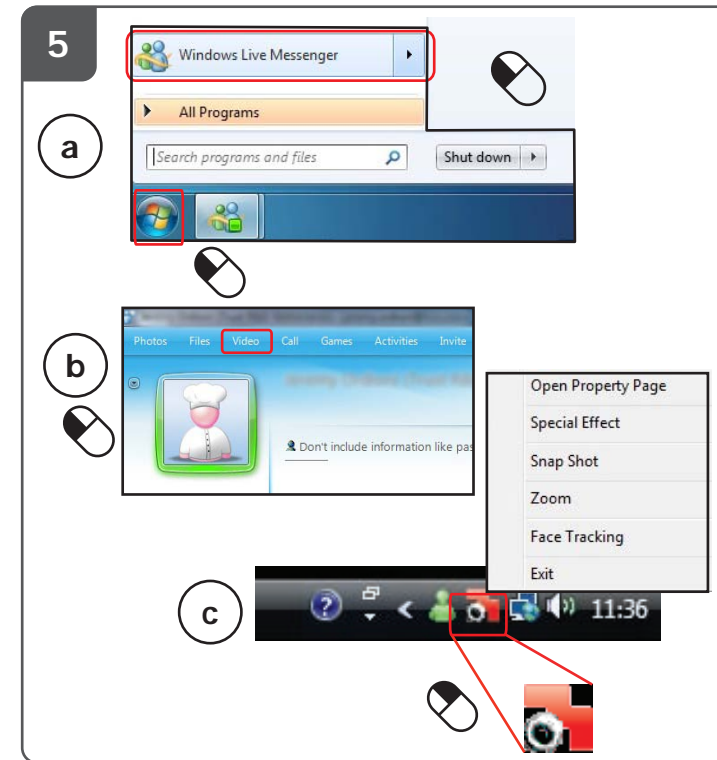 5
Windows Live Messenger
All Programs
a
Search programs and files
Shut down
b
Photos Files Video Call Games Activities Invite
Don't include information like pas
Open Property Page
Special Effect
Snap Shot
Zoom
Face Tracking
Exit
c
? < 11:36